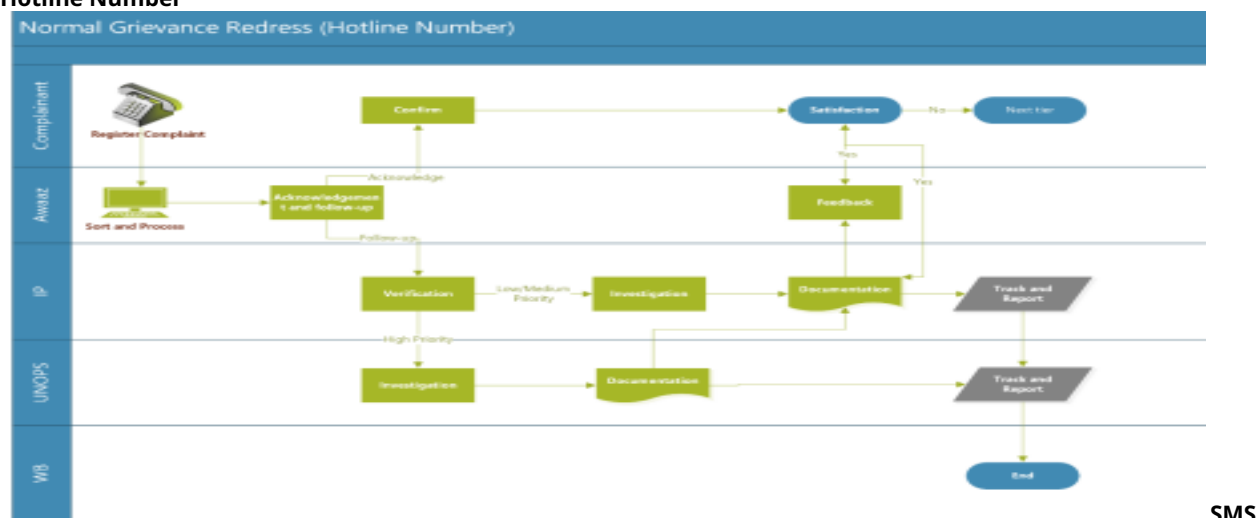 Hotline Number
Normal Grievance Redress (Hotline Number)
Complainant
Register Complaint
Confirm
Satisfaction
No
Next tier
Yes
Acknowledge
Yes
Awaaz
Sort and Process
Acknowledgemen
t and follow-up
Feedback
Follow-up
IP
Verification
Low/Medium
Priority
Investigation
Documentation
Track and
Report
High Priority
UNOPS
Investigation
Documentation
Track and
Report
WB
End
SMS